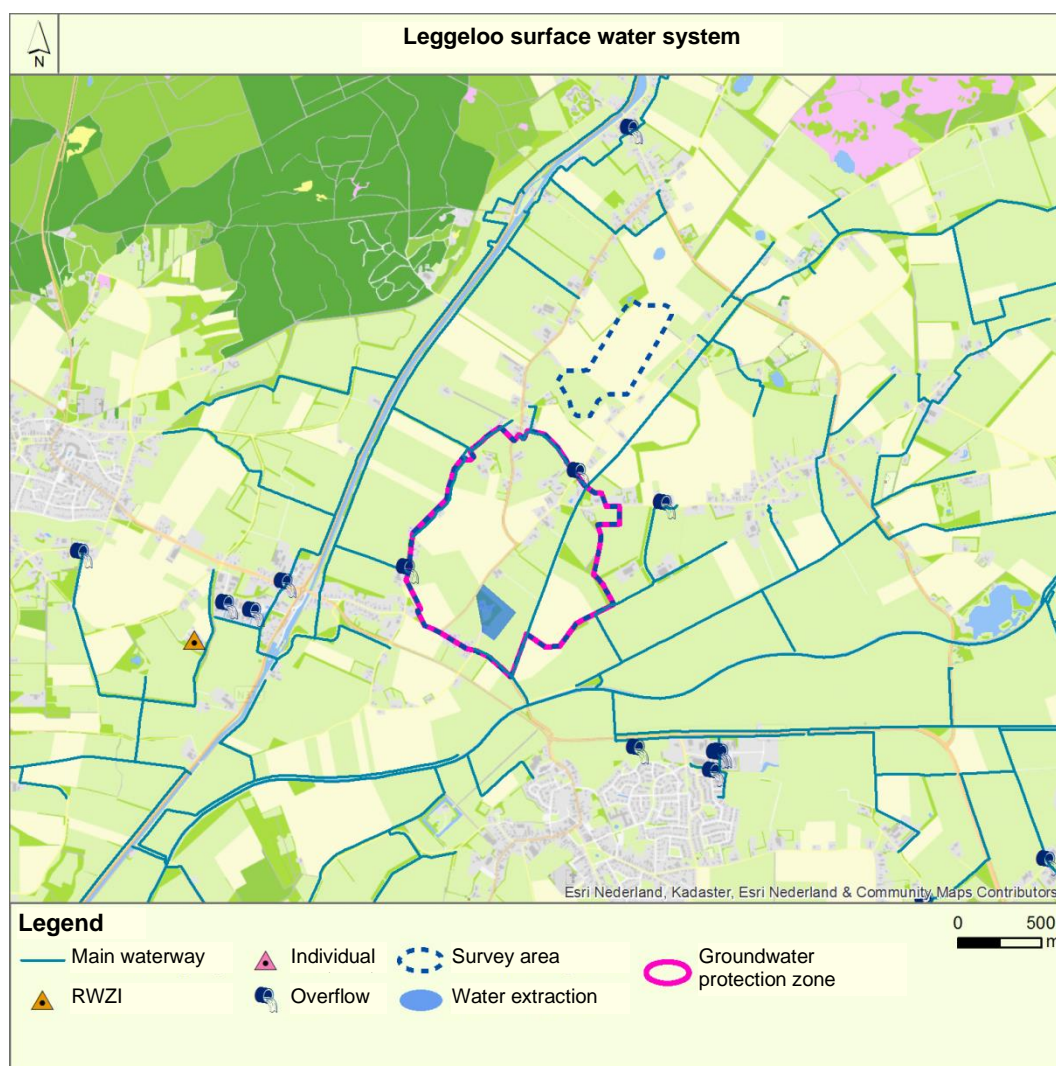 Leggeloo surface water system
N
Esri Nederland, Kadaster, Esri Nederland & Community Maps Contributors
Legend
0 500
m
Main waterway
Individual
Survey area
Groundwater
protection zone
RWZI
Overflow
Water extraction